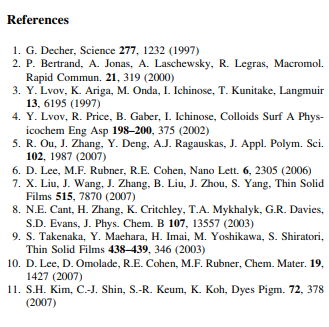 References
1. G. Decher, Science 277, 1232 (1997)
2. P. Bertrand, A. Jonas, A. Laschewsky, R. Legras, Macromol.
Rapid Commun. 21, 319 (2000)
3. Y. Lvov, K. Ariga, M. Onda, I. Ichinose, T. Kunitake, Langmuir
13, 6195 (1997)
4. Y. Lvov, R. Price, B. Gaber, I. Ichinose, Colloids Surf A Phys-
icochem Eng Asp 198–200, 375 (2002)
5. R. Ou, J. Zhang, Y. Deng, A.J. Ragauskas, J. Appl. Polym. Sci.
102, 1987 (2007)
6. D. Lee, M.F. Rubner, R.E. Cohen, Nano Lett. 6, 2305 (2006)
7. X. Liu, J. Wang, J. Zhang, B. Liu, J. Zhou, S. Yang, Thin Solid
Films 515, 7870 (2007)
8. N.E. Cant, H. Zhang, K. Critchley, T.A. Mykhalyk, G.R. Davies,
S.D. Evans, J. Phys. Chem. B 107, 13557 (2003)
9. S. Takenaka, Y. Maehara, H. Imai, M. Yoshikawa, S. Shiratori,
Thin Solid Films 438–439, 346 (2003)
10. D. Lee, D. Omolade, R.E. Cohen, M.F. Rubner, Chem. Mater. 19,
1427 (2007)
11. S.H. Kim, C.-J. Shin, S.-R. Keum, K. Koh, Dyes Pigm. 72, 378
(2007)